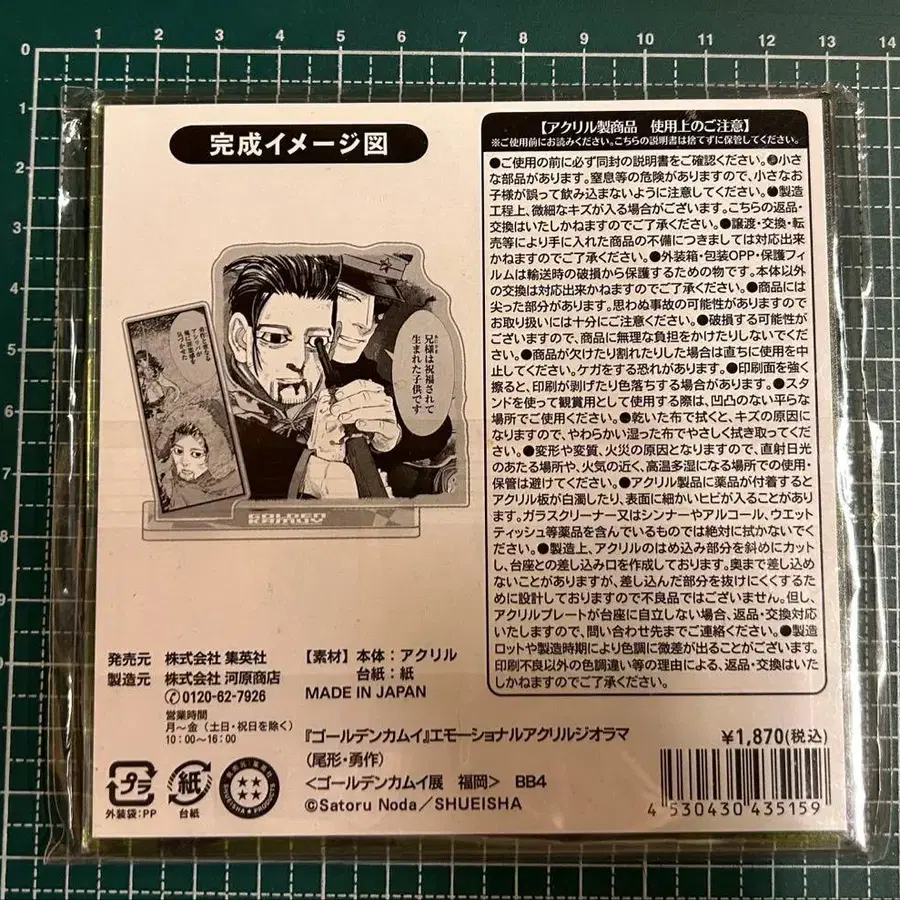 0 1 2 3 4 5 6 7 8 9 10 11 12 13 14
1
2
3
4
5
6
7
8
9
完成イメージ図
兄様は祝福されて
生まれた子供です
GOLDEN
KAMUY
【アクリル製商品 使用上のご注意】
※ご使用前にお読みください。こちらの説明書は捨てずに保管してください。
●ご使用の前に必ず同封の説明書をご確認ください。●小さ
な部品があります。窒息等の危険がありますので、小さなお
子様が誤って飲み込まないように注意してください。●製造
工程上、微細なキズが入る場合がございます。こちらの返品・
交換はいたしかねますのでご了承ください。●譲渡・交換・転
売等により手に入れた商品の不備につきましては対応出来
かねますのでご了承ください。●外装箱・包装OPP・保護フィ
ルムは輸送時の破損から保護するための物です。本体以外
の交換は対応出来かねますのでご了承ください。●商品には
尖った部分があります。思わぬ事故の可能性がありますので
お取り扱いには十分にご注意ください。●破損する可能性が
ございますので、商品に無理な負担をかけたりしないでくだ
さい。●商品が欠けたり割れたりした場合は直ちに使用を中
止してください。ケガをする恐れがあります。●印刷面を強く
擦ると、印刷が剥げたり色落ちする場合があります。●スタ
ンドを使って観賞用として使用する際は、凹凸のない平らな
場所でご使用ください。●乾いた布で拭くと、キズの原因に
なりますので、やわらかい湿った布でやさしく拭き取ってくだ
さい。●変形や変質、火災の原因となりますので、直射日光
のあたる場所や、火気の近く、高温多湿になる場所での使用・
保管は避けてください。●アクリル製品に薬品が付着すると
アクリル板が白濁したり、表面に細かいヒビが入ることがあり
ます。ガラスクリーナー又はシンナーやアルコール、ウエット
ティッシュ等薬品を含んでいるものでは絶対に拭かないでく
ださい。●製造上、アクリルのはめ込み部分を斜めにカット
し、台座との差し込み口を作成しております。奥まで差し込め
ないことがありますが、差し込んだ部分を抜けにくくするため
に設計しておりますので不良品ではございません。但し、
アクリルプレートが台座に自立しない場合、返品・交換対応
いたしますので、問い合わせ先までご連絡ください。●製造
ロットや製造時期により色調に微差が出ることがございます。
印刷不良以外の色調違い等の理由による、返品・交換はいた
しかねますのでご了承ください。
発売元 株式会社 集英社
製造元 株式会社 河原商店
0120-62-7926
営業時間
月～金（土日・祝日を除く）
10：00～16：00
【素材】本体：アクリル
台紙：紙
MADE IN JAPAN
『ゴールデンカムイ』エモーショナルアクリルジオラマ
（尾形・勇作）
＜ゴールデンカムイ展 福岡＞ BB4
©Satoru Noda／SHUEISHA
プラ
外装袋：PP
紙
台紙
発売元：集英社
SHUEISHA PRODUCTS
¥1,870(税込)
4 530430 435159